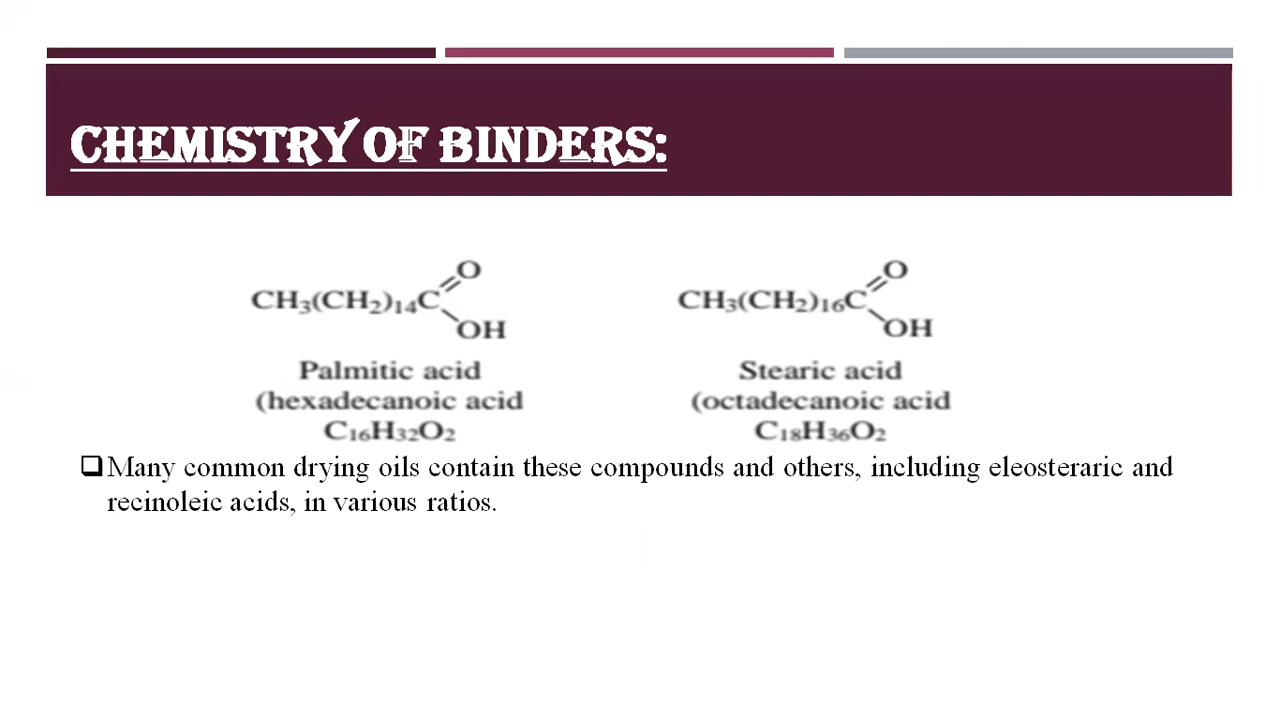 CHEMISTRY OF BINDERS:
O
O
CH₃(CH₂)₁₄C
CH₃(CH₂)₁₆C
OH
OH
Palmitic acid
Stearic acid
(hexadecanoic acid
(octadecanoic acid
C₁₆H₃₂O₂
C₁₈H₃₆O₂
❑Many common drying oils contain these compounds and others, including eleosteraric and
recinoleic acids, in various ratios.